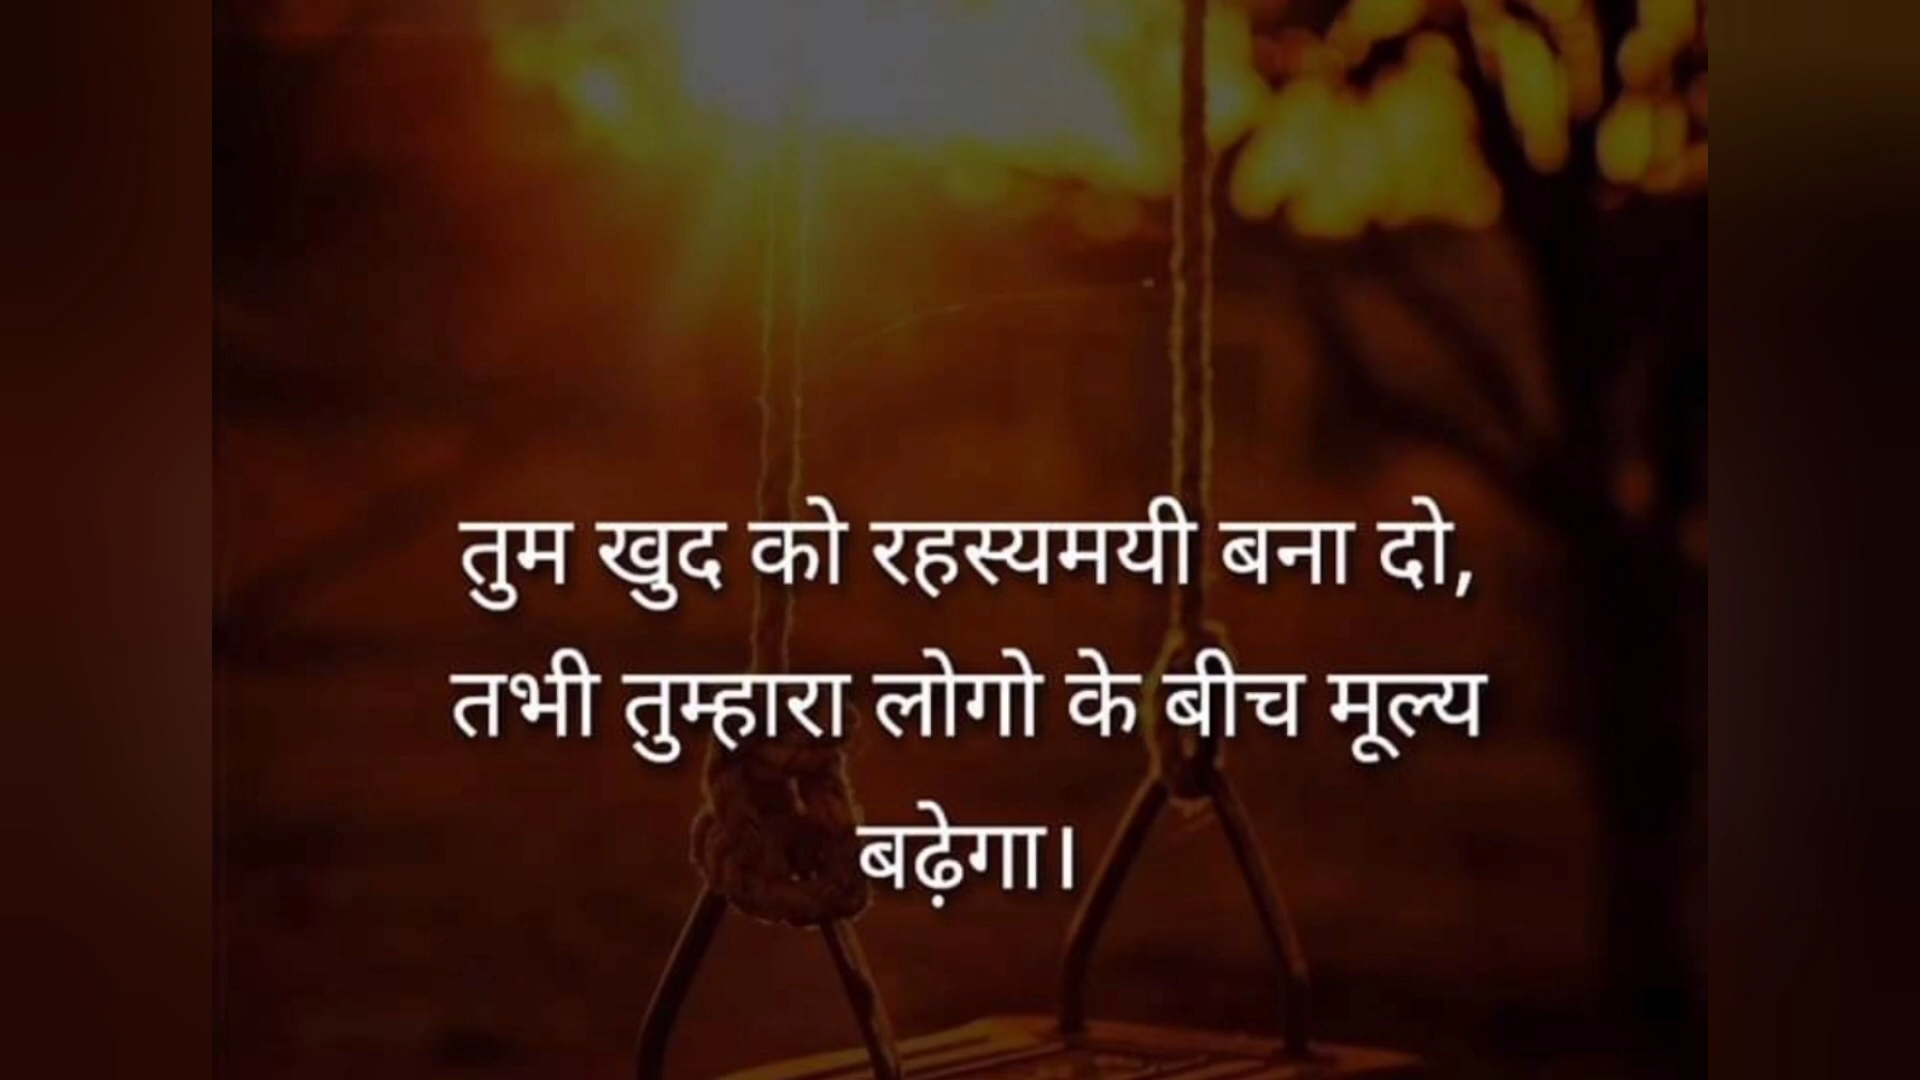 तुम खुद को रहस्यमयी बना दो,
तभी तुम्हारा लोगो के बीच मूल्य
बढ़ेगा।